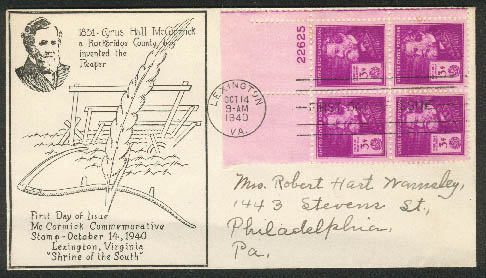 1831-Cyrus Hall McCormick
a Rockbridge County boy
invented the
Reaper
22625
LEXINGTON
OCT 14
9-AM
1940
VA.
FIRST DAY
First Day of Issue
McCormick Commemorative
Stamp-October 14, 1940
Lexington, Virginia
"Shrine of the South"
Mrs. Robert Hart Wamsley,
1443 Stevens St.,
Philadelphia,
Pa.